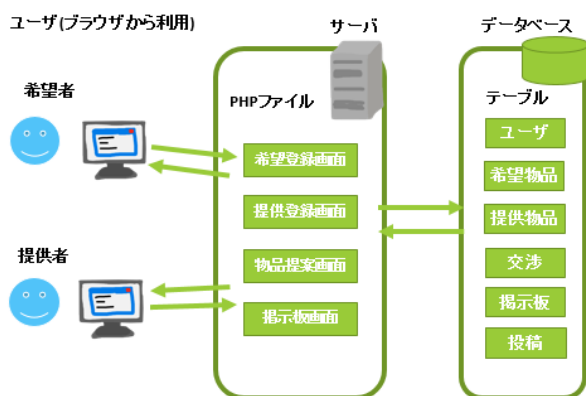 ユーザ(ブラウザから利用)
希望者
提供者
サーバ
PHPファイル
希望登録画面
提供登録画面
物品提案画面
掲示板画面
データベース
テーブル
ユーザ
希望物品
提供物品
交渉
掲示板
投稿